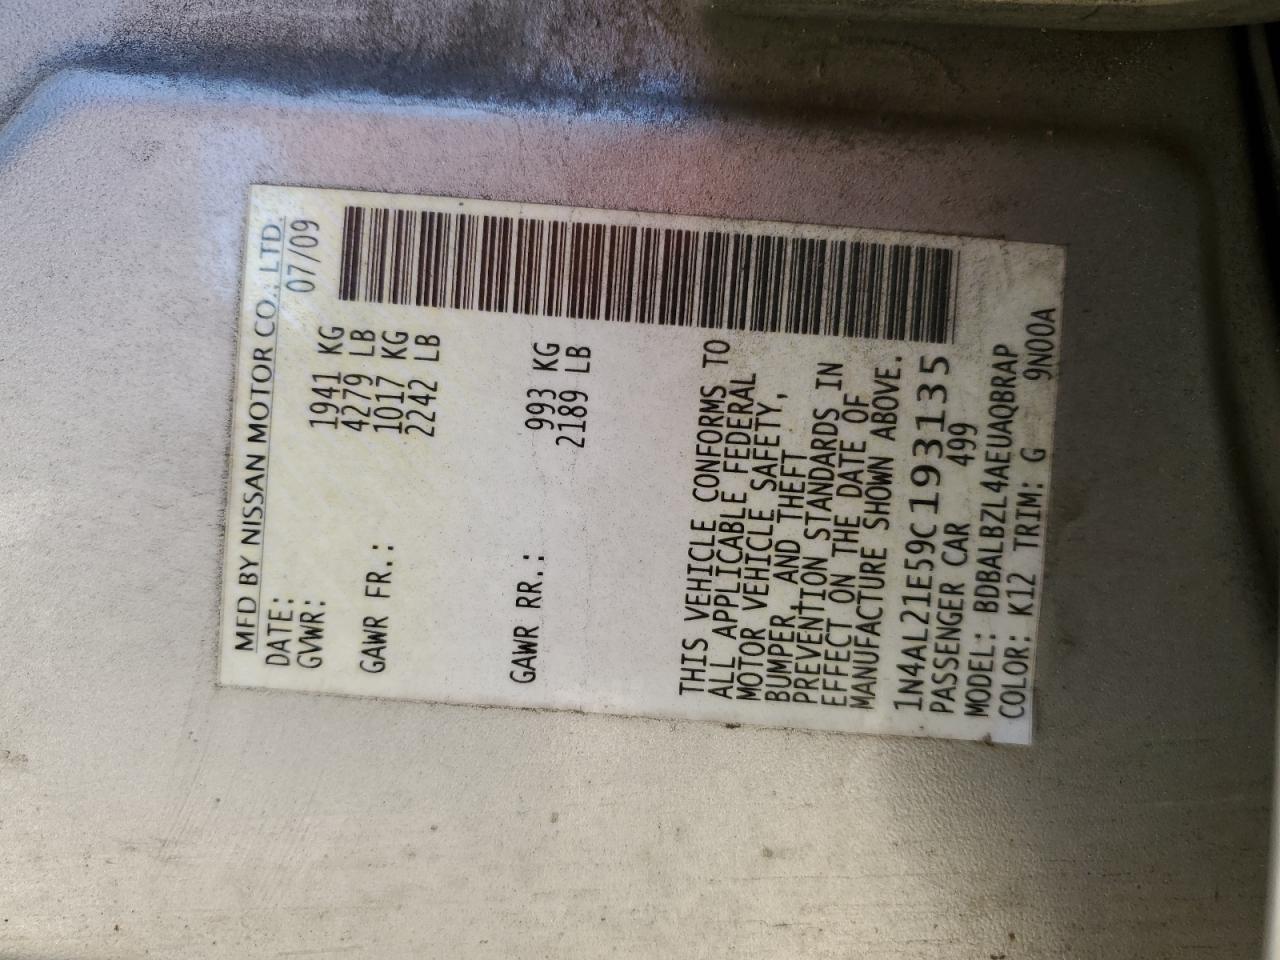 MFD BY NISSAN MOTOR CO., LTD.
DATE: 07/09
GVWR: 1941 KG
4279 LB
GAWR FR.: 1017 KG
2242 LB
GAWR RR.: 993 KG
2189 LB
THIS VEHICLE CONFORMS TO
ALL APPLICABLE FEDERAL
MOTOR VEHICLE SAFETY,
BUMPER, AND THEFT
PREVENTION STANDARDS IN
EFFECT ON THE DATE OF
MANUFACTURE SHOWN ABOVE.
1N4AL21E59C193135
PASSENGER CAR 499
MODEL: BDBALBZL4AEUAQBRAP
COLOR: K12 TRIM: G 9N00A